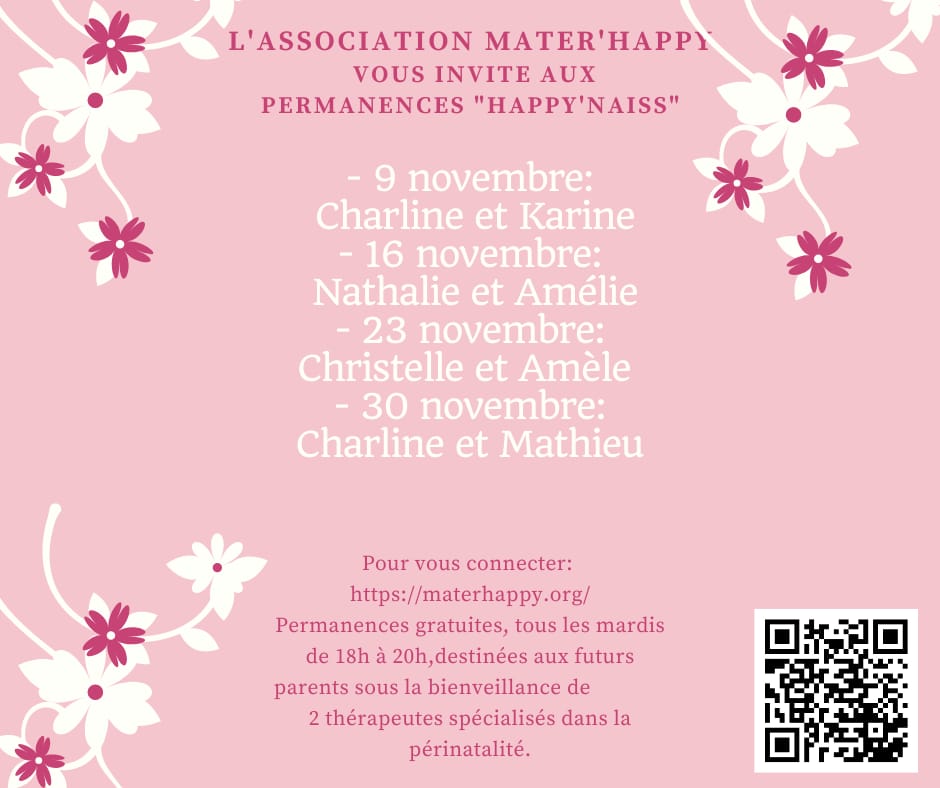 L'ASSOCIATION MATER'HAPPY
VOUS INVITE AUX
PERMANENCES "HAPPY'NAISS"
- 9 novembre:
Charline et Karine
- 16 novembre:
Nathalie et Amélie
- 23 novembre:
Christelle et Amèle
- 30 novembre:
Charline et Mathieu
Pour vous connecter:
https://materhappy.org/
Permanences gratuites, tous les mardis
de 18h à 20h,destinées aux futurs
parents sous la bienveillance de
2 thérapeutes spécialisés dans la
périnatalité.